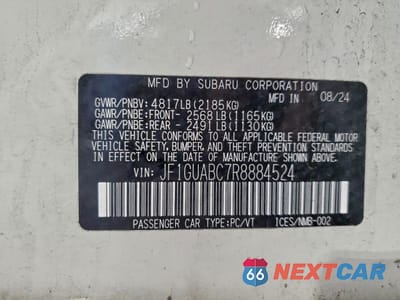 MFD BY SUBARU CORPORATION
MFD IN 08/24
GVWR/PNBV: 4817LB(2185KG)
GAWR/PNBE:FRONT- 2568LB(1165KG)
GAWR/PNBE:REAR - 2491LB(1130KG)
THIS VEHICLE CONFORMS TO ALL APPLICABLE FEDERAL MOTOR
VEHICLE SAFETY, BUMPER, AND THEFT PREVENTION STANDARDS
IN EFFECT ON THE DATE OF MANUFACTURE SHOWN ABOVE.
VIN: JF1GUABC7R8884524
PASSENGER CAR TYPE:PC/VT ICES/NMB-002
66 NEXTCAR